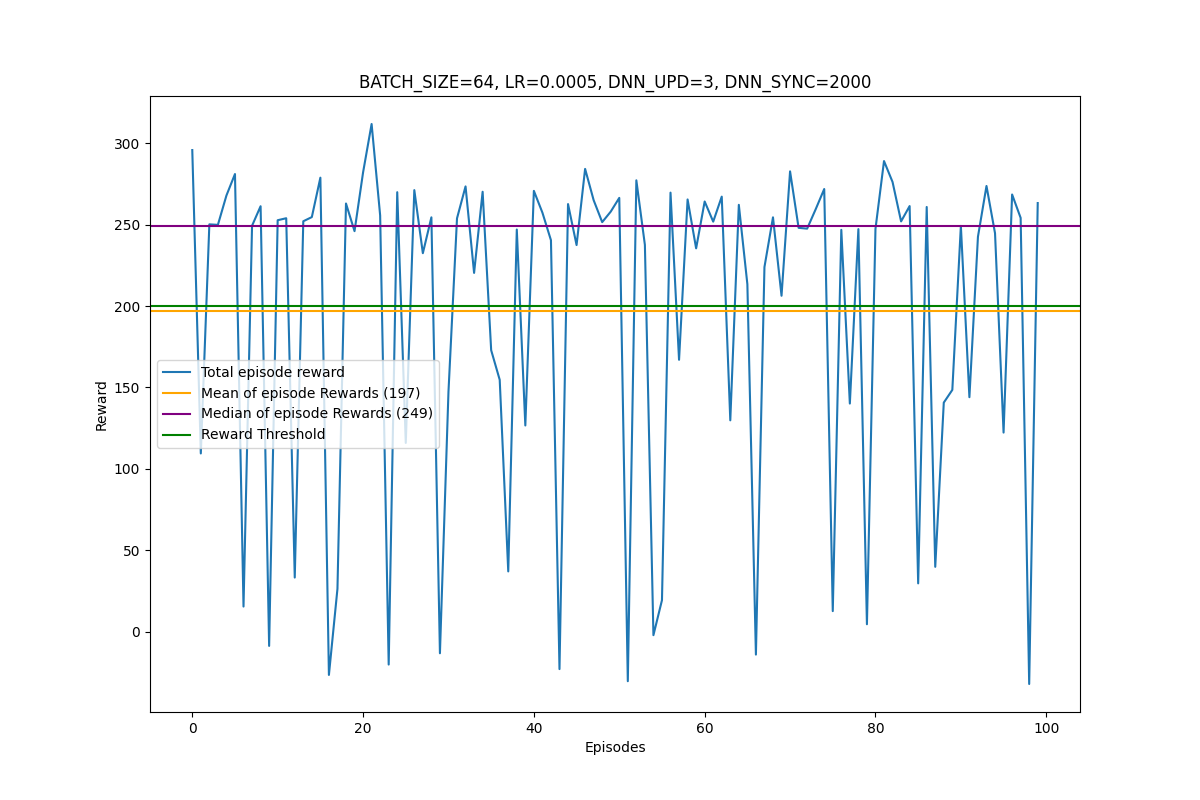 BATCH_SIZE=64, LR=0.0005, DNN_UPD=3, DNN_SYNC=2000
300
250
200
150
100
50
0
Reward
Total episode reward
Mean of episode Rewards (197)
Median of episode Rewards (249)
Reward Threshold
0 20 40 60 80 100
Episodes